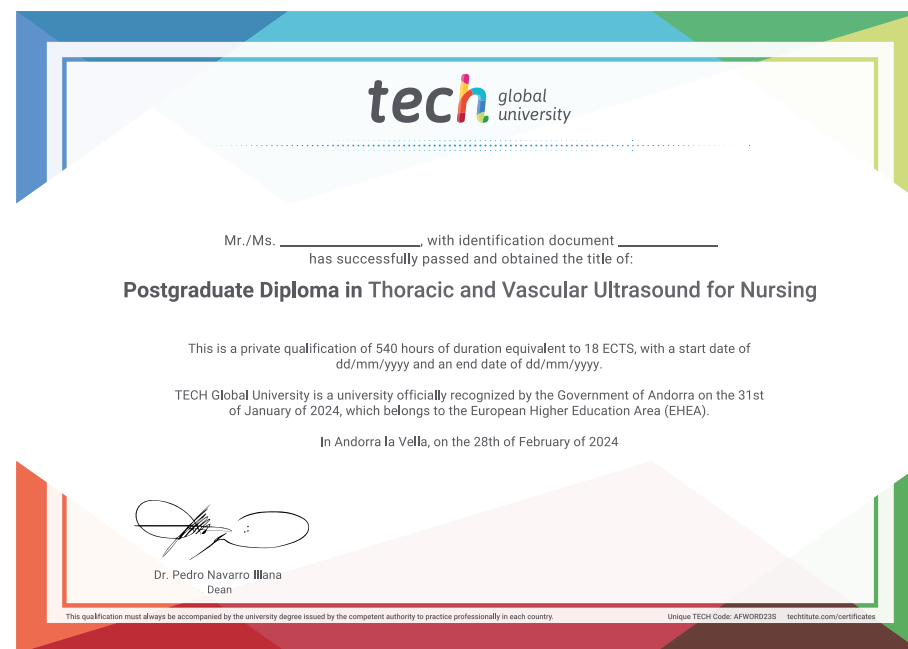 tech global
university
Mr./Ms. ____________, with identification document ____________
has successfully passed and obtained the title of:
Postgraduate Diploma in Thoracic and Vascular Ultrasound for Nursing
This is a private qualification of 540 hours of duration equivalent to 18 ECTS, with a start date of
dd/mm/yyyy and an end date of dd/mm/yyyy.
TECH Global University is a university officially recognized by the Government of Andorra on the 31st
of January of 2024, which belongs to the European Higher Education Area (EHEA).
In Andorra la Vella, on the 28th of February of 2024
Dr. Pedro Navarro Illana
Dean
This qualification must always be accompanied by the university degree issued by the competent authority to practice professionally in each country. Unique TECH Code: AFWORD23S techtitute.com/certificates